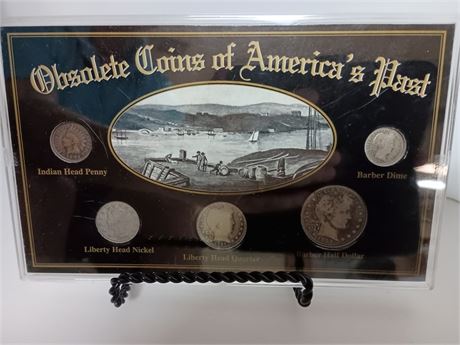 Obsolete Coins of America's Past
Indian Head Penny
Barber Dime
Liberty Head Nickel
Liberty Head Quarter
Barber Half Dollar